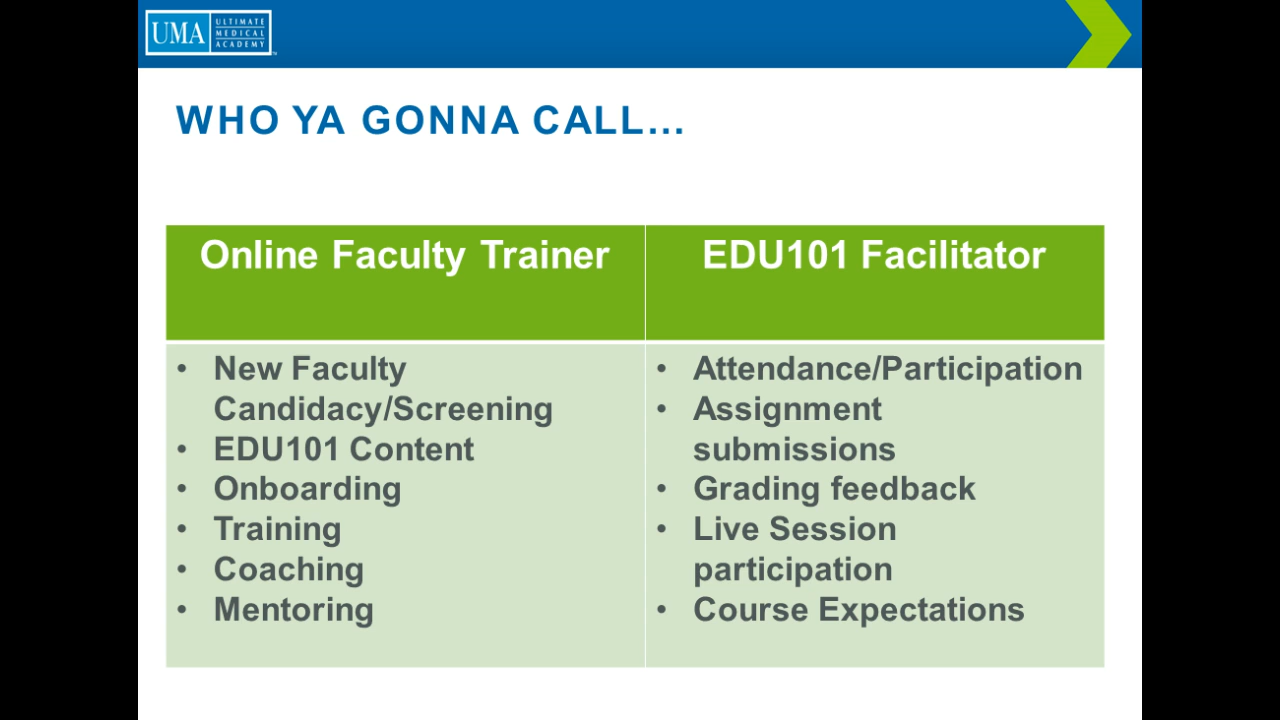 UMA
ULTIMATE
MEDICAL
ACADEMY
WHO YA GONNA CALL...
Online Faculty Trainer
EDU101 Facilitator
• New Faculty
Candidacy/Screening
• EDU101 Content
• Onboarding
• Training
• Coaching
• Mentoring
• Attendance/Participation
• Assignment
submissions
• Grading feedback
• Live Session
participation
• Course Expectations